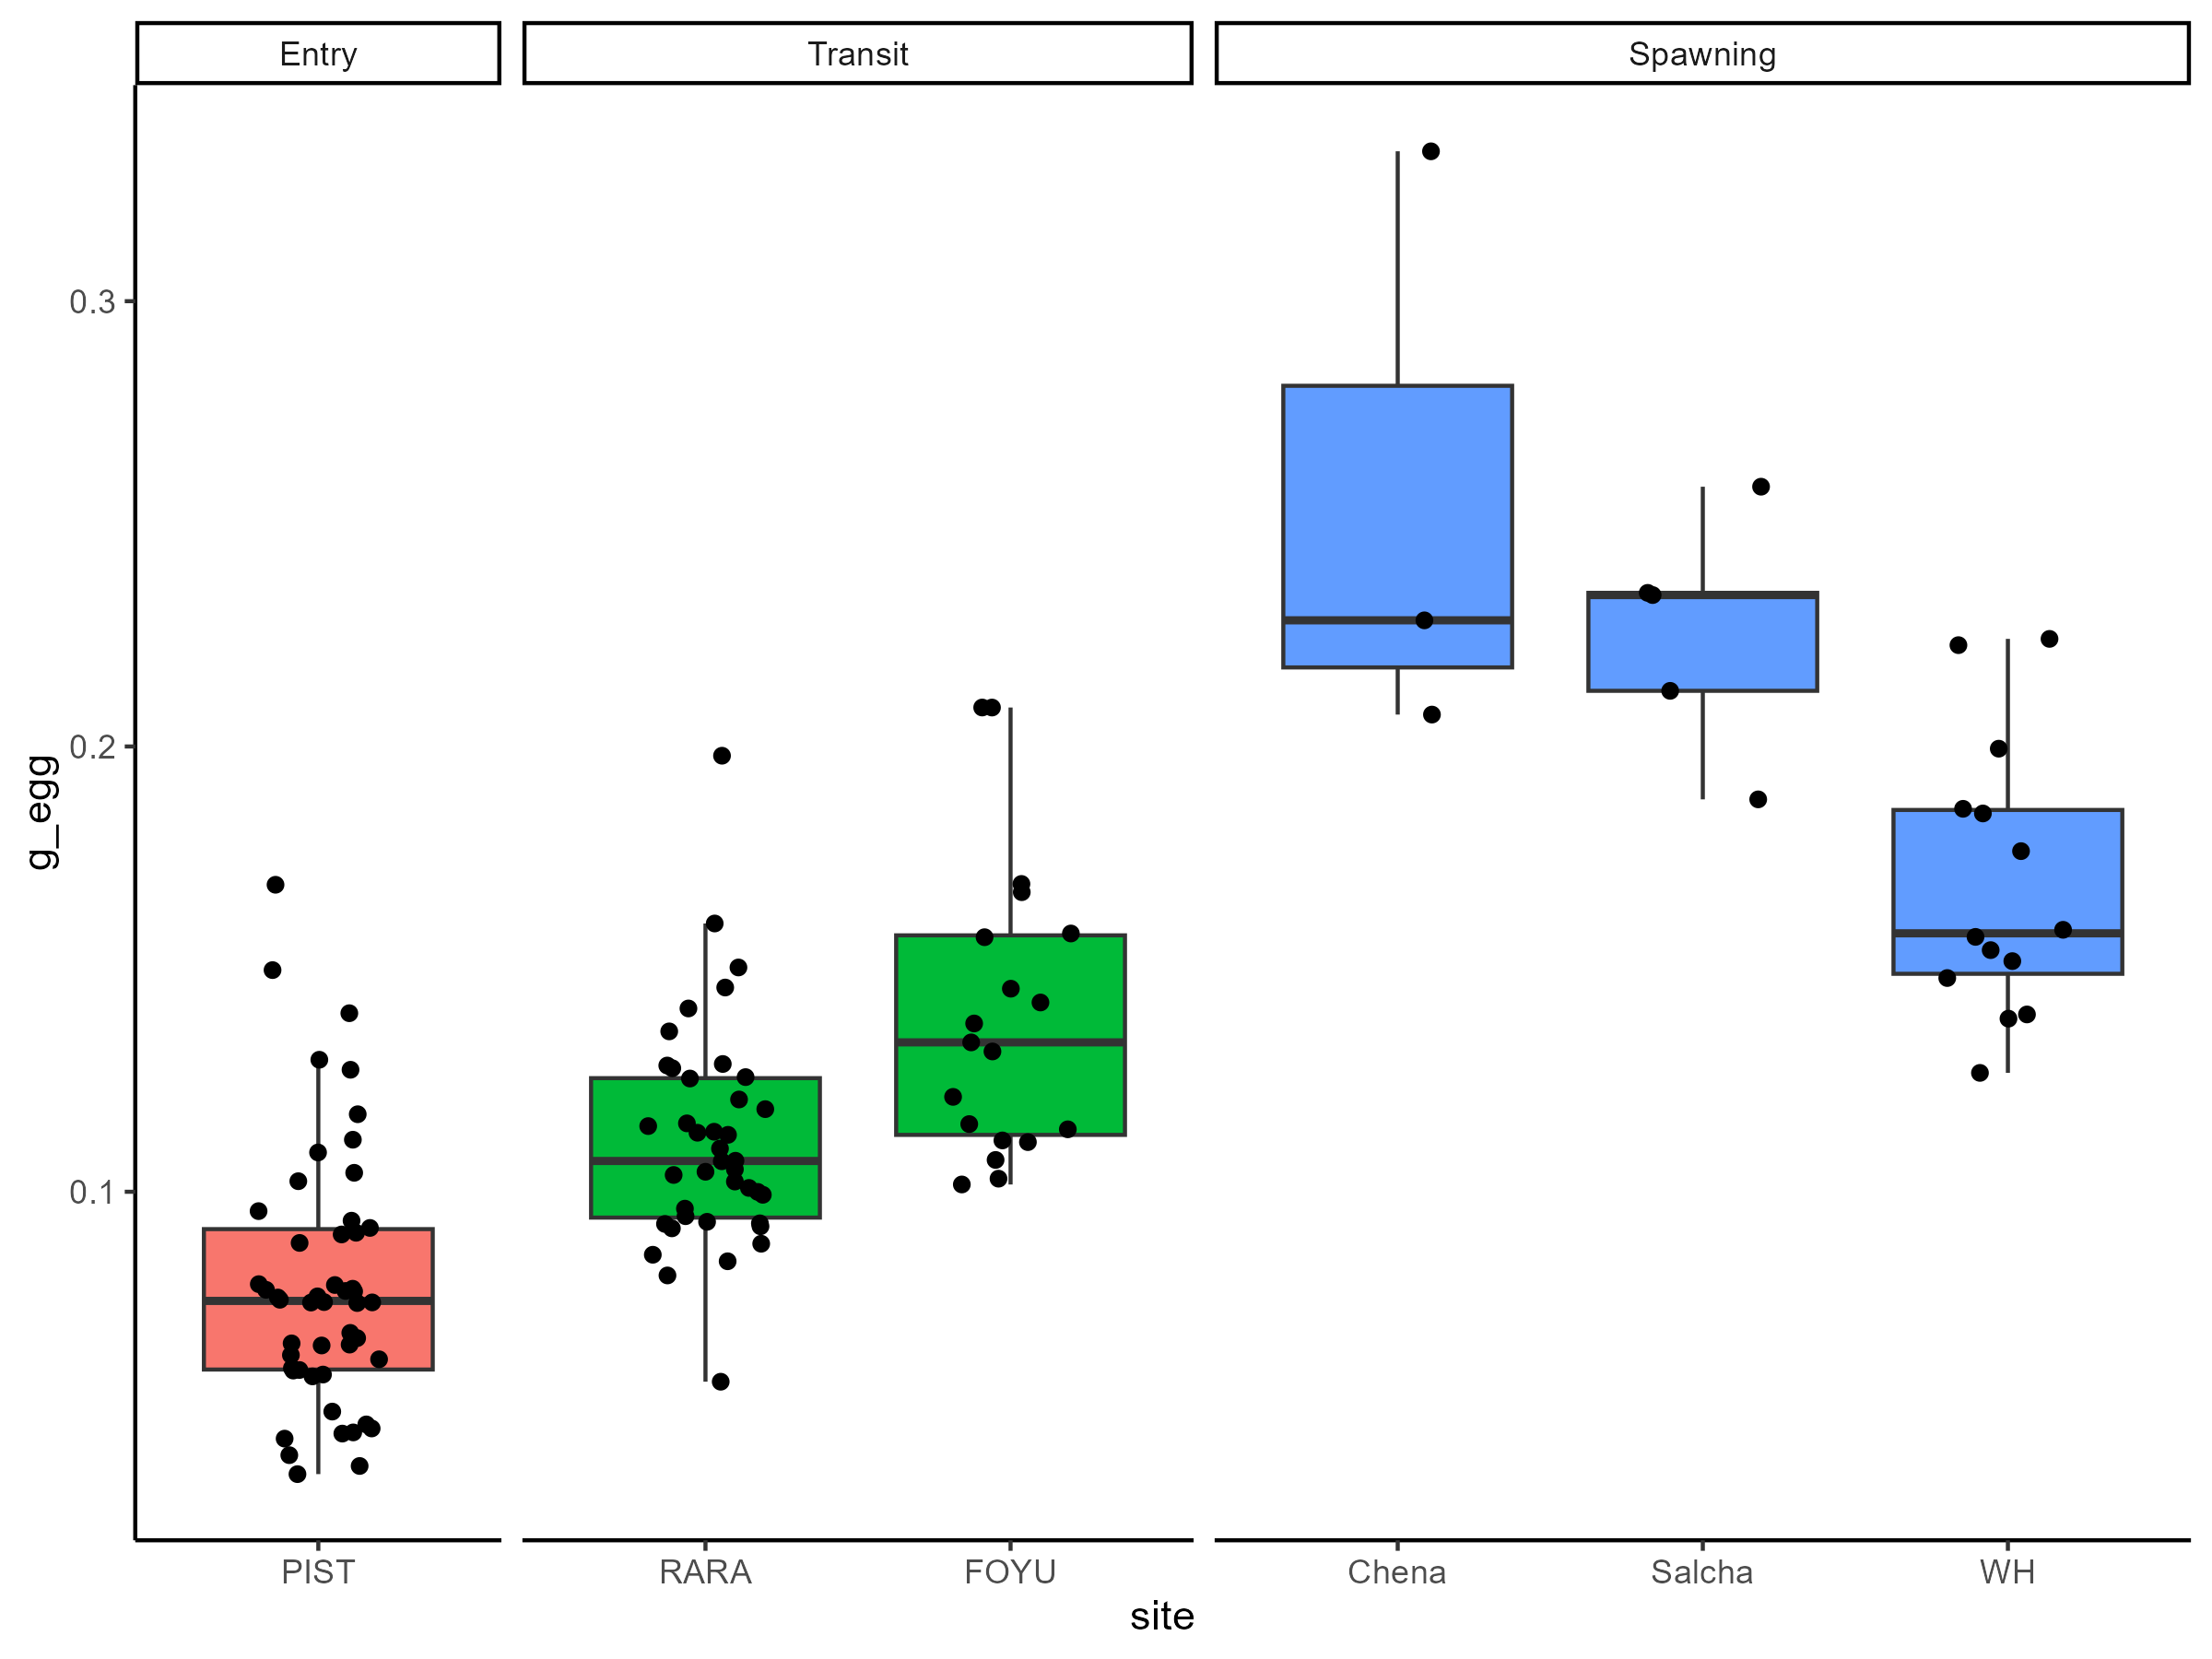 Entry
Transit
Spawning
0.3
0.2
0.1
g_egg
PIST
RARA
FOYU
Chena
Salcha
WH
site